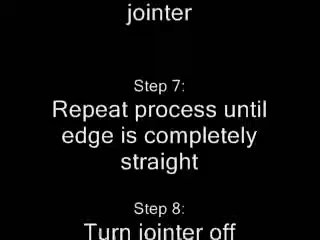 jointer
Step 7:
Repeat process until
edge is completely
straight
Step 8:
Turn jointer off